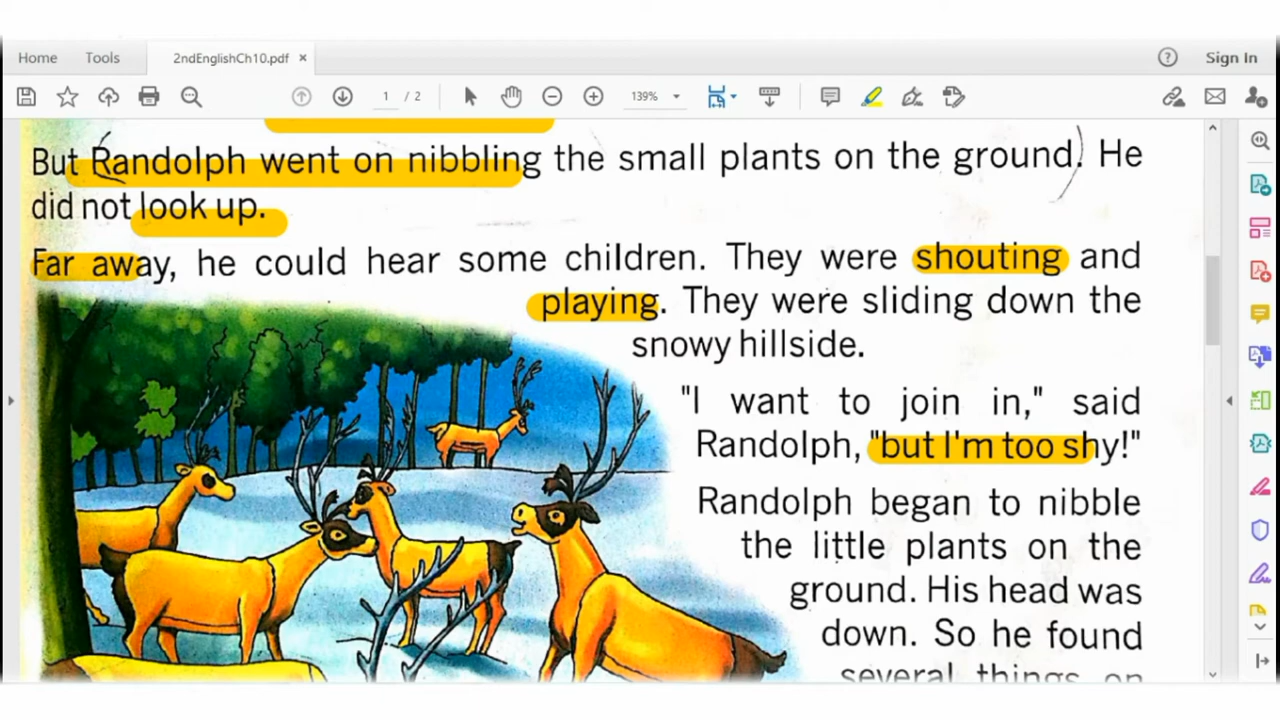 Home Tools 2ndEnglishCh10.pdf × Sign In
1 / 2 139%
But Randolph went on nibbling the small plants on the ground. He
did not look up.
Far away, he could hear some children. They were shouting and
playing. They were sliding down the
snowy hillside.
"I want to join in," said
Randolph, "but I'm too shy!"
Randolph began to nibble
the little plants on the
ground. His head was
down. So he found
several things on